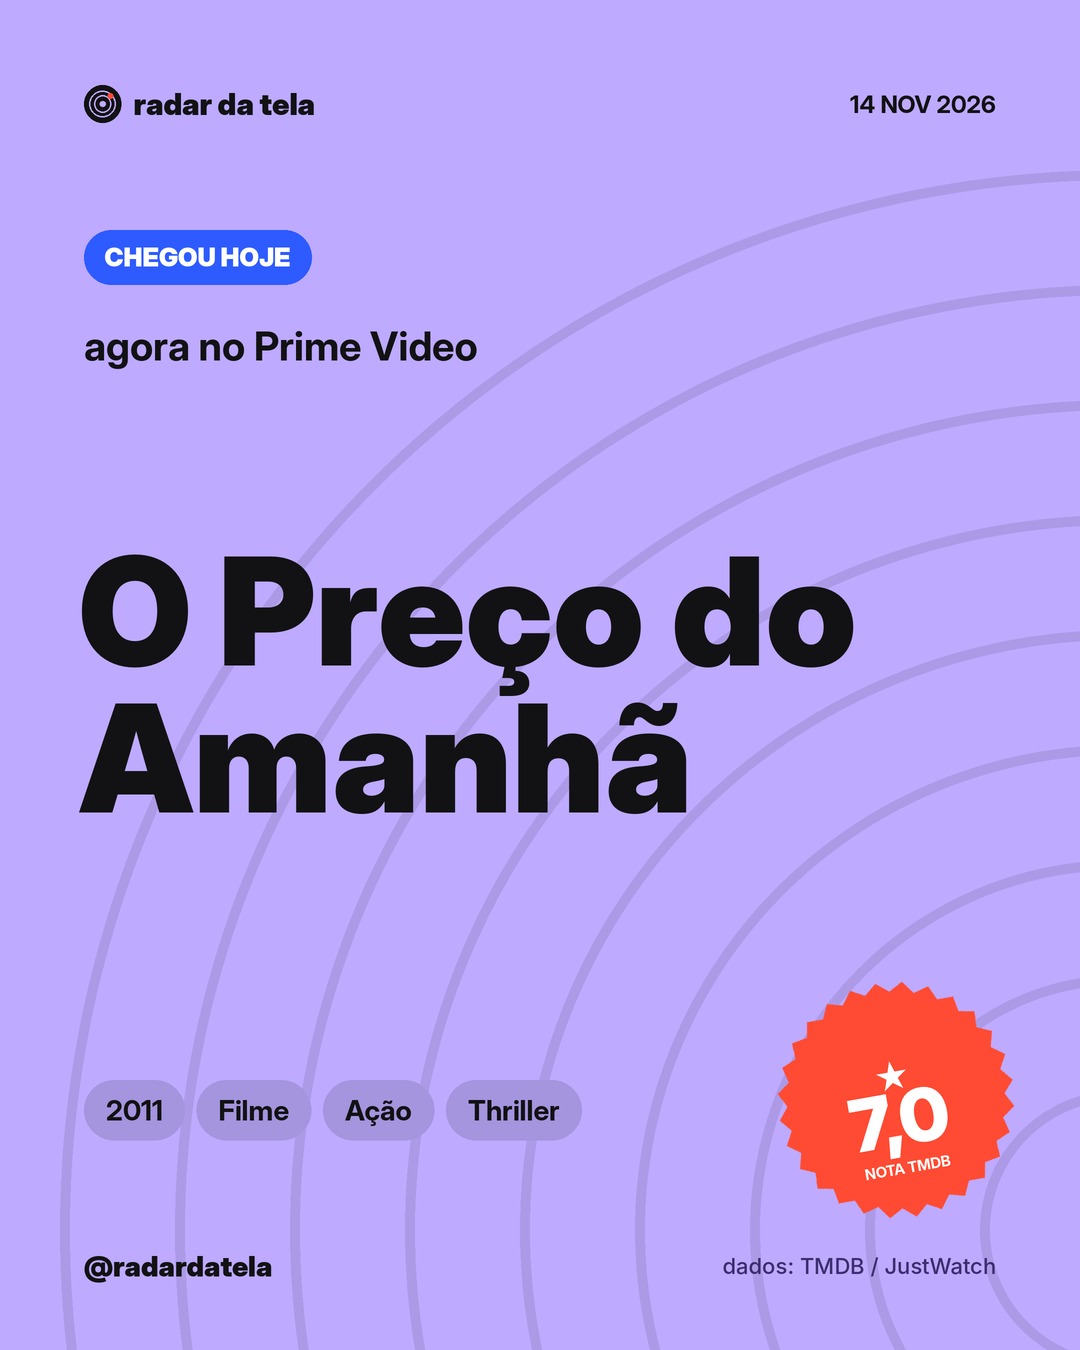 radar da tela
14 NOV 2026
CHEGOU HOJE
agora no Prime Video
O Preço do
Amanhã
2011
Filme
Ação
Thriller
7,0
NOTA TMDB
@radardatela
dados: TMDB / JustWatch